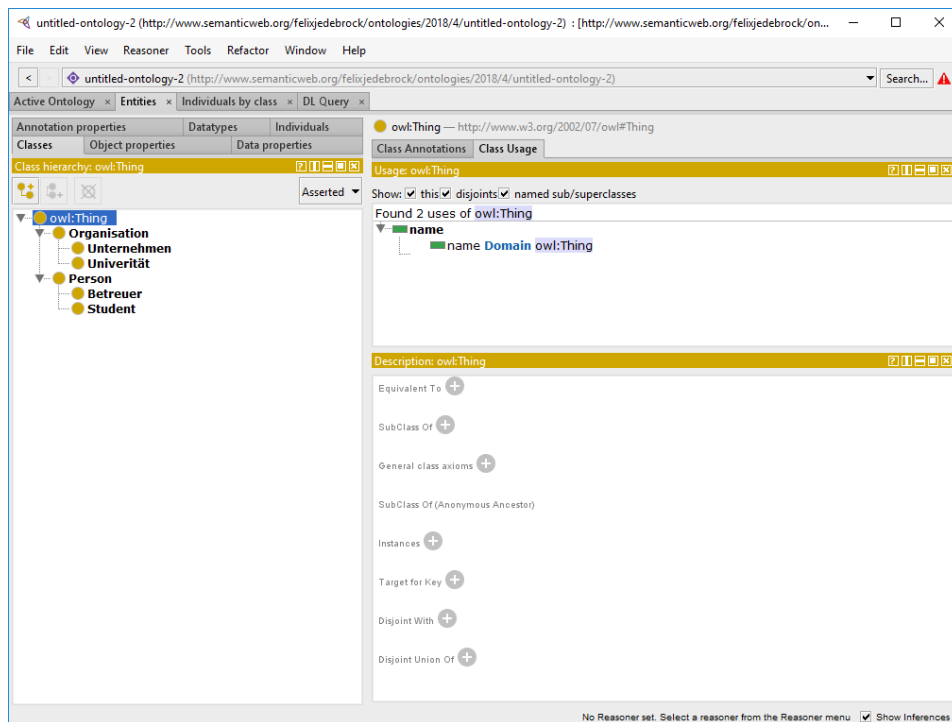 untitled-ontology-2 (http://www.semanticweb.org/felixjedebrock/ontologies/2018/4/untitled-ontology-2) : [http://www.semanticweb.org/felixjedebrock/on...
File Edit View Reasoner Tools Refactor Window Help
< > untitled-ontology-2 (http://www.semanticweb.org/felixjedebrock/ontologies/2018/4/untitled-ontology-2) Search...
Active Ontology × Entities × Individuals by class × DL Query ×
Annotation properties Datatypes Individuals
Classes Object properties Data properties
Class hierarchy: owl:Thing
Asserted
owl:Thing
Organisation
Unternehmen
Univerität
Person
Betreuer
Student
owl:Thing — http://www.w3.org/2002/07/owl#Thing
Class Annotations Class Usage
Usage: owl:Thing
Show: this disjoints named sub/superclasses
Found 2 uses of owl:Thing
name
name Domain owl:Thing
Description: owl:Thing
Equivalent To
SubClass Of
General class axioms
SubClass Of (Anonymous Ancestor)
Instances
Target for Key
Disjoint With
Disjoint Union Of
No Reasoner set. Select a reasoner from the Reasoner menu Show Inferences